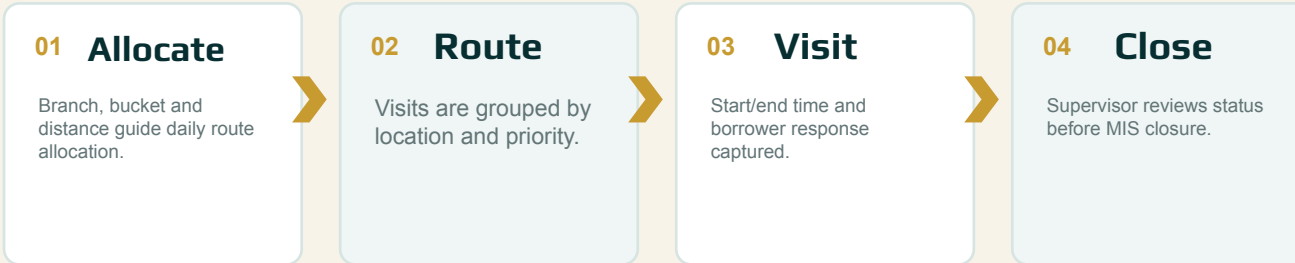 01 Allocate
Branch, bucket and
distance guide daily route
allocation.
02 Route
Visits are grouped by
location and priority.
03 Visit
Start/end time and
borrower response
captured.
04 Close
Supervisor reviews status
before MIS closure.